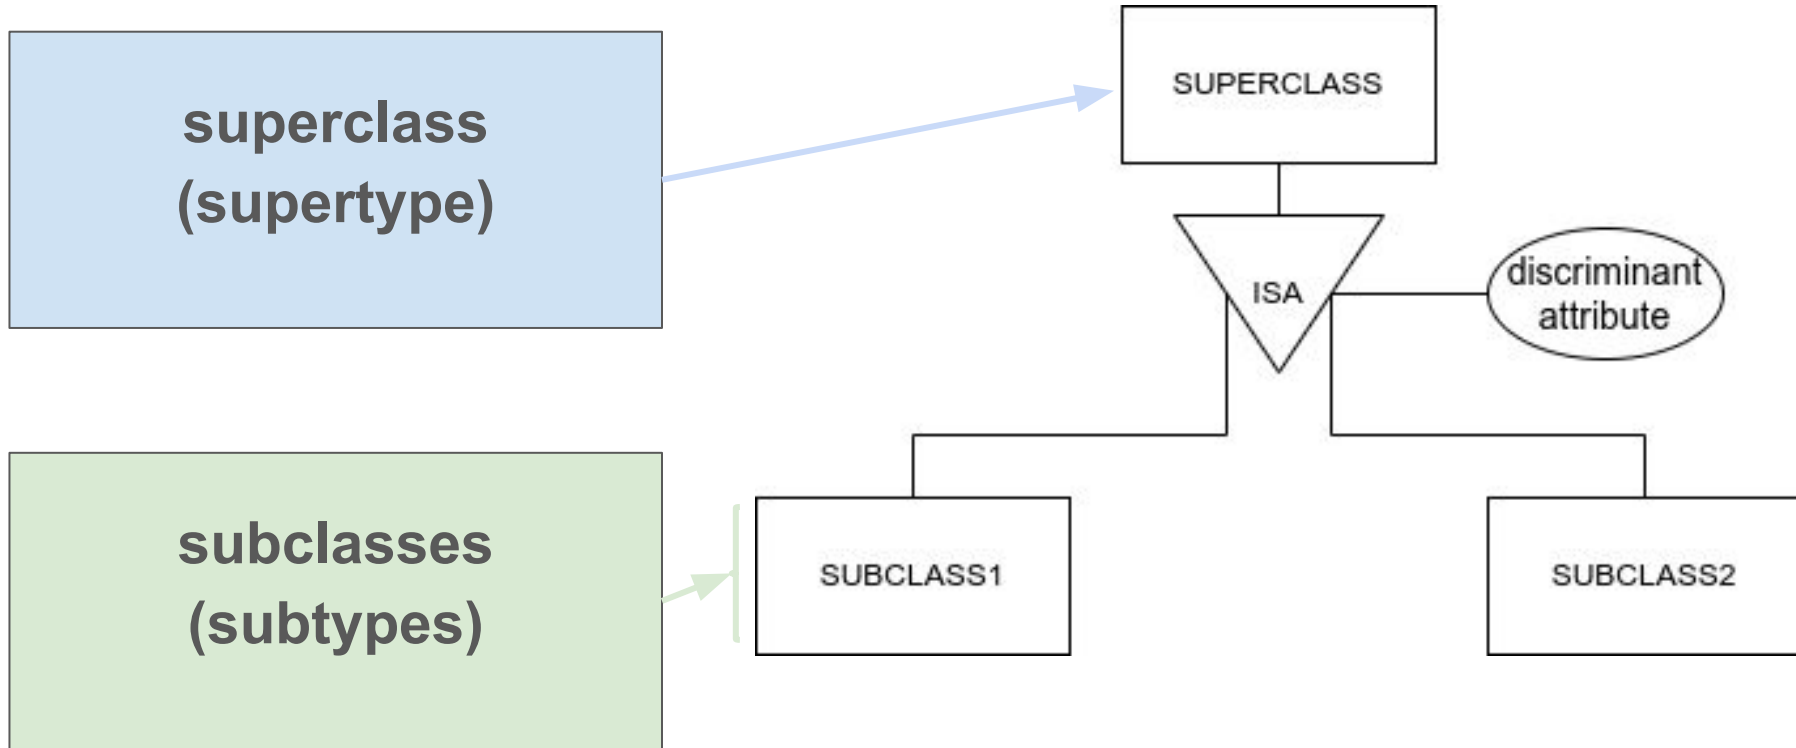 superclass
(supertype)
SUPERCLASS
ISA
discriminant
attribute
subclasses
(subtypes)
SUBCLASS1
SUBCLASS2